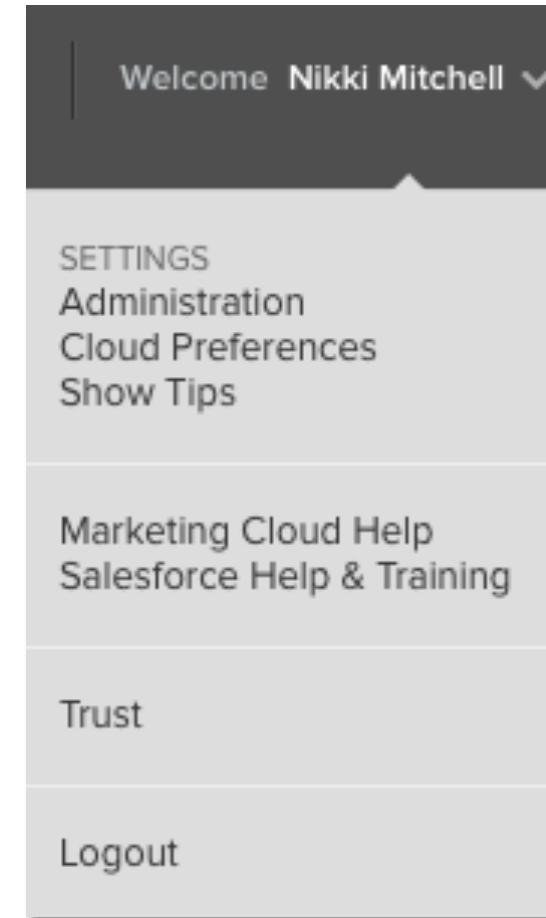 Welcome Nikki Mitchell
SETTINGS
Administration
Cloud Preferences
Show Tips
Marketing Cloud Help
Salesforce Help & Training
Trust
Logout